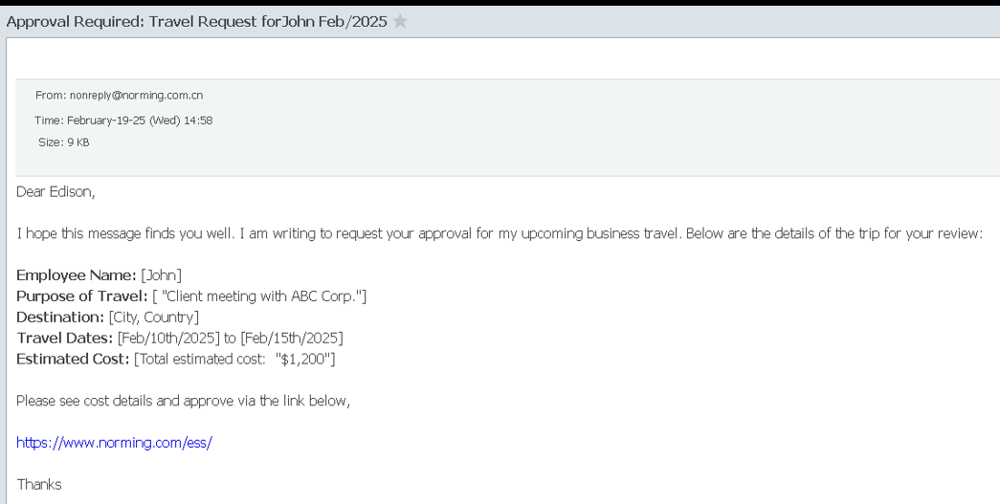 Approval Required: Travel Request forJohn Feb/2025
From: nonreply@norming.com.cn
Time: February-19-25 (Wed) 14:58
Size: 9 KB
Dear Edison,
I hope this message finds you well. I am writing to request your approval for my upcoming business travel. Below are the details of the trip for your review:
Employee Name: [John]
Purpose of Travel: [ "Client meeting with ABC Corp."]
Destination: [City, Country]
Travel Dates: [Feb/10th/2025] to [Feb/15th/2025]
Estimated Cost: [Total estimated cost: "$1,200"]
Please see cost details and approve via the link below,
https://www.norming.com/ess/
Thanks